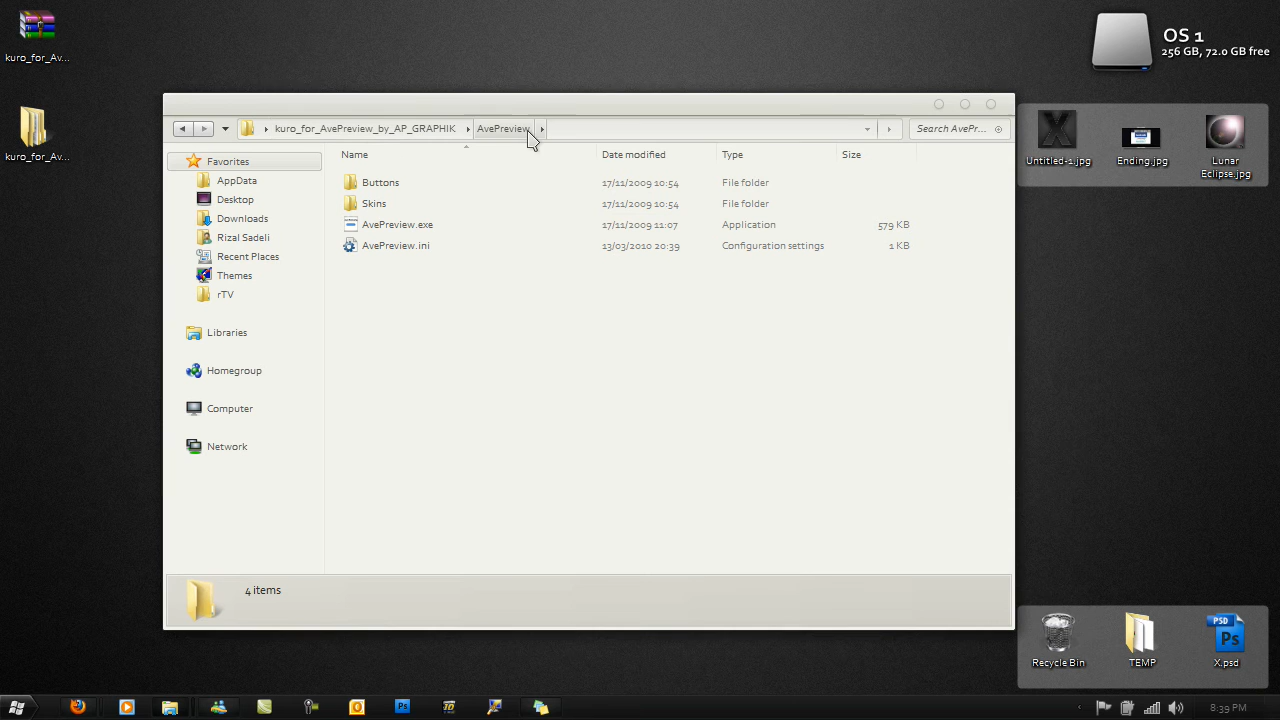 kuro_for_Av...
kuro_for_Av...
OS 1
256 GB, 72.0 GB free
kuro_for_AvePreview_by_AP_GRAPHIK
AvePreview
Search AvePr...
Untitled-1.jpg
Ending.jpg
Lunar
Eclipse.jpg
Favorites
AppData
Desktop
Downloads
Rizal Sadeli
Recent Places
Themes
rTV
Libraries
Homegroup
Computer
Network
Name Date modified Type Size
Buttons 17/11/2009 10:54 File folder
Skins 17/11/2009 10:54 File folder
AvePreview.exe 17/11/2009 11:07 Application 579 KB
AvePreview.ini 13/03/2010 20:39 Configuration settings 1 KB
4 items
PSD
Ps
Recycle Bin
TEMP
X.psd
Ps
8:39 PM